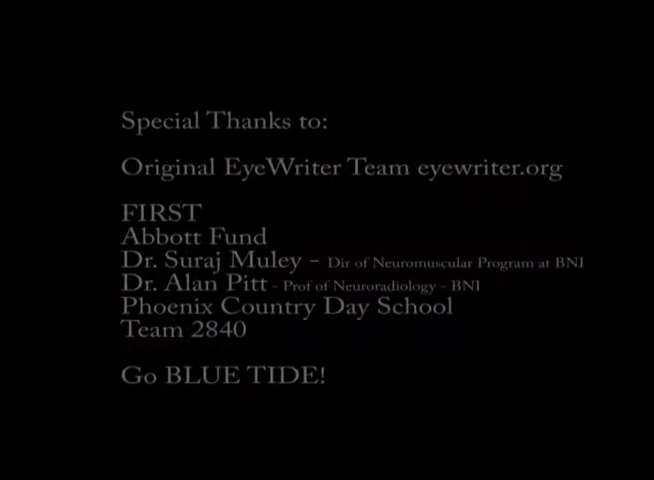 Special Thanks to:
Original EyeWriter Team eyewriter.org
FIRST
Abbott Fund
Dr. Suraj Muley – Dir of Neuromuscular Program at BNI
Dr. Alan Pitt - Prof of Neuroradiology - BNI
Phoenix Country Day School
Team 2840
Go BLUE TIDE!